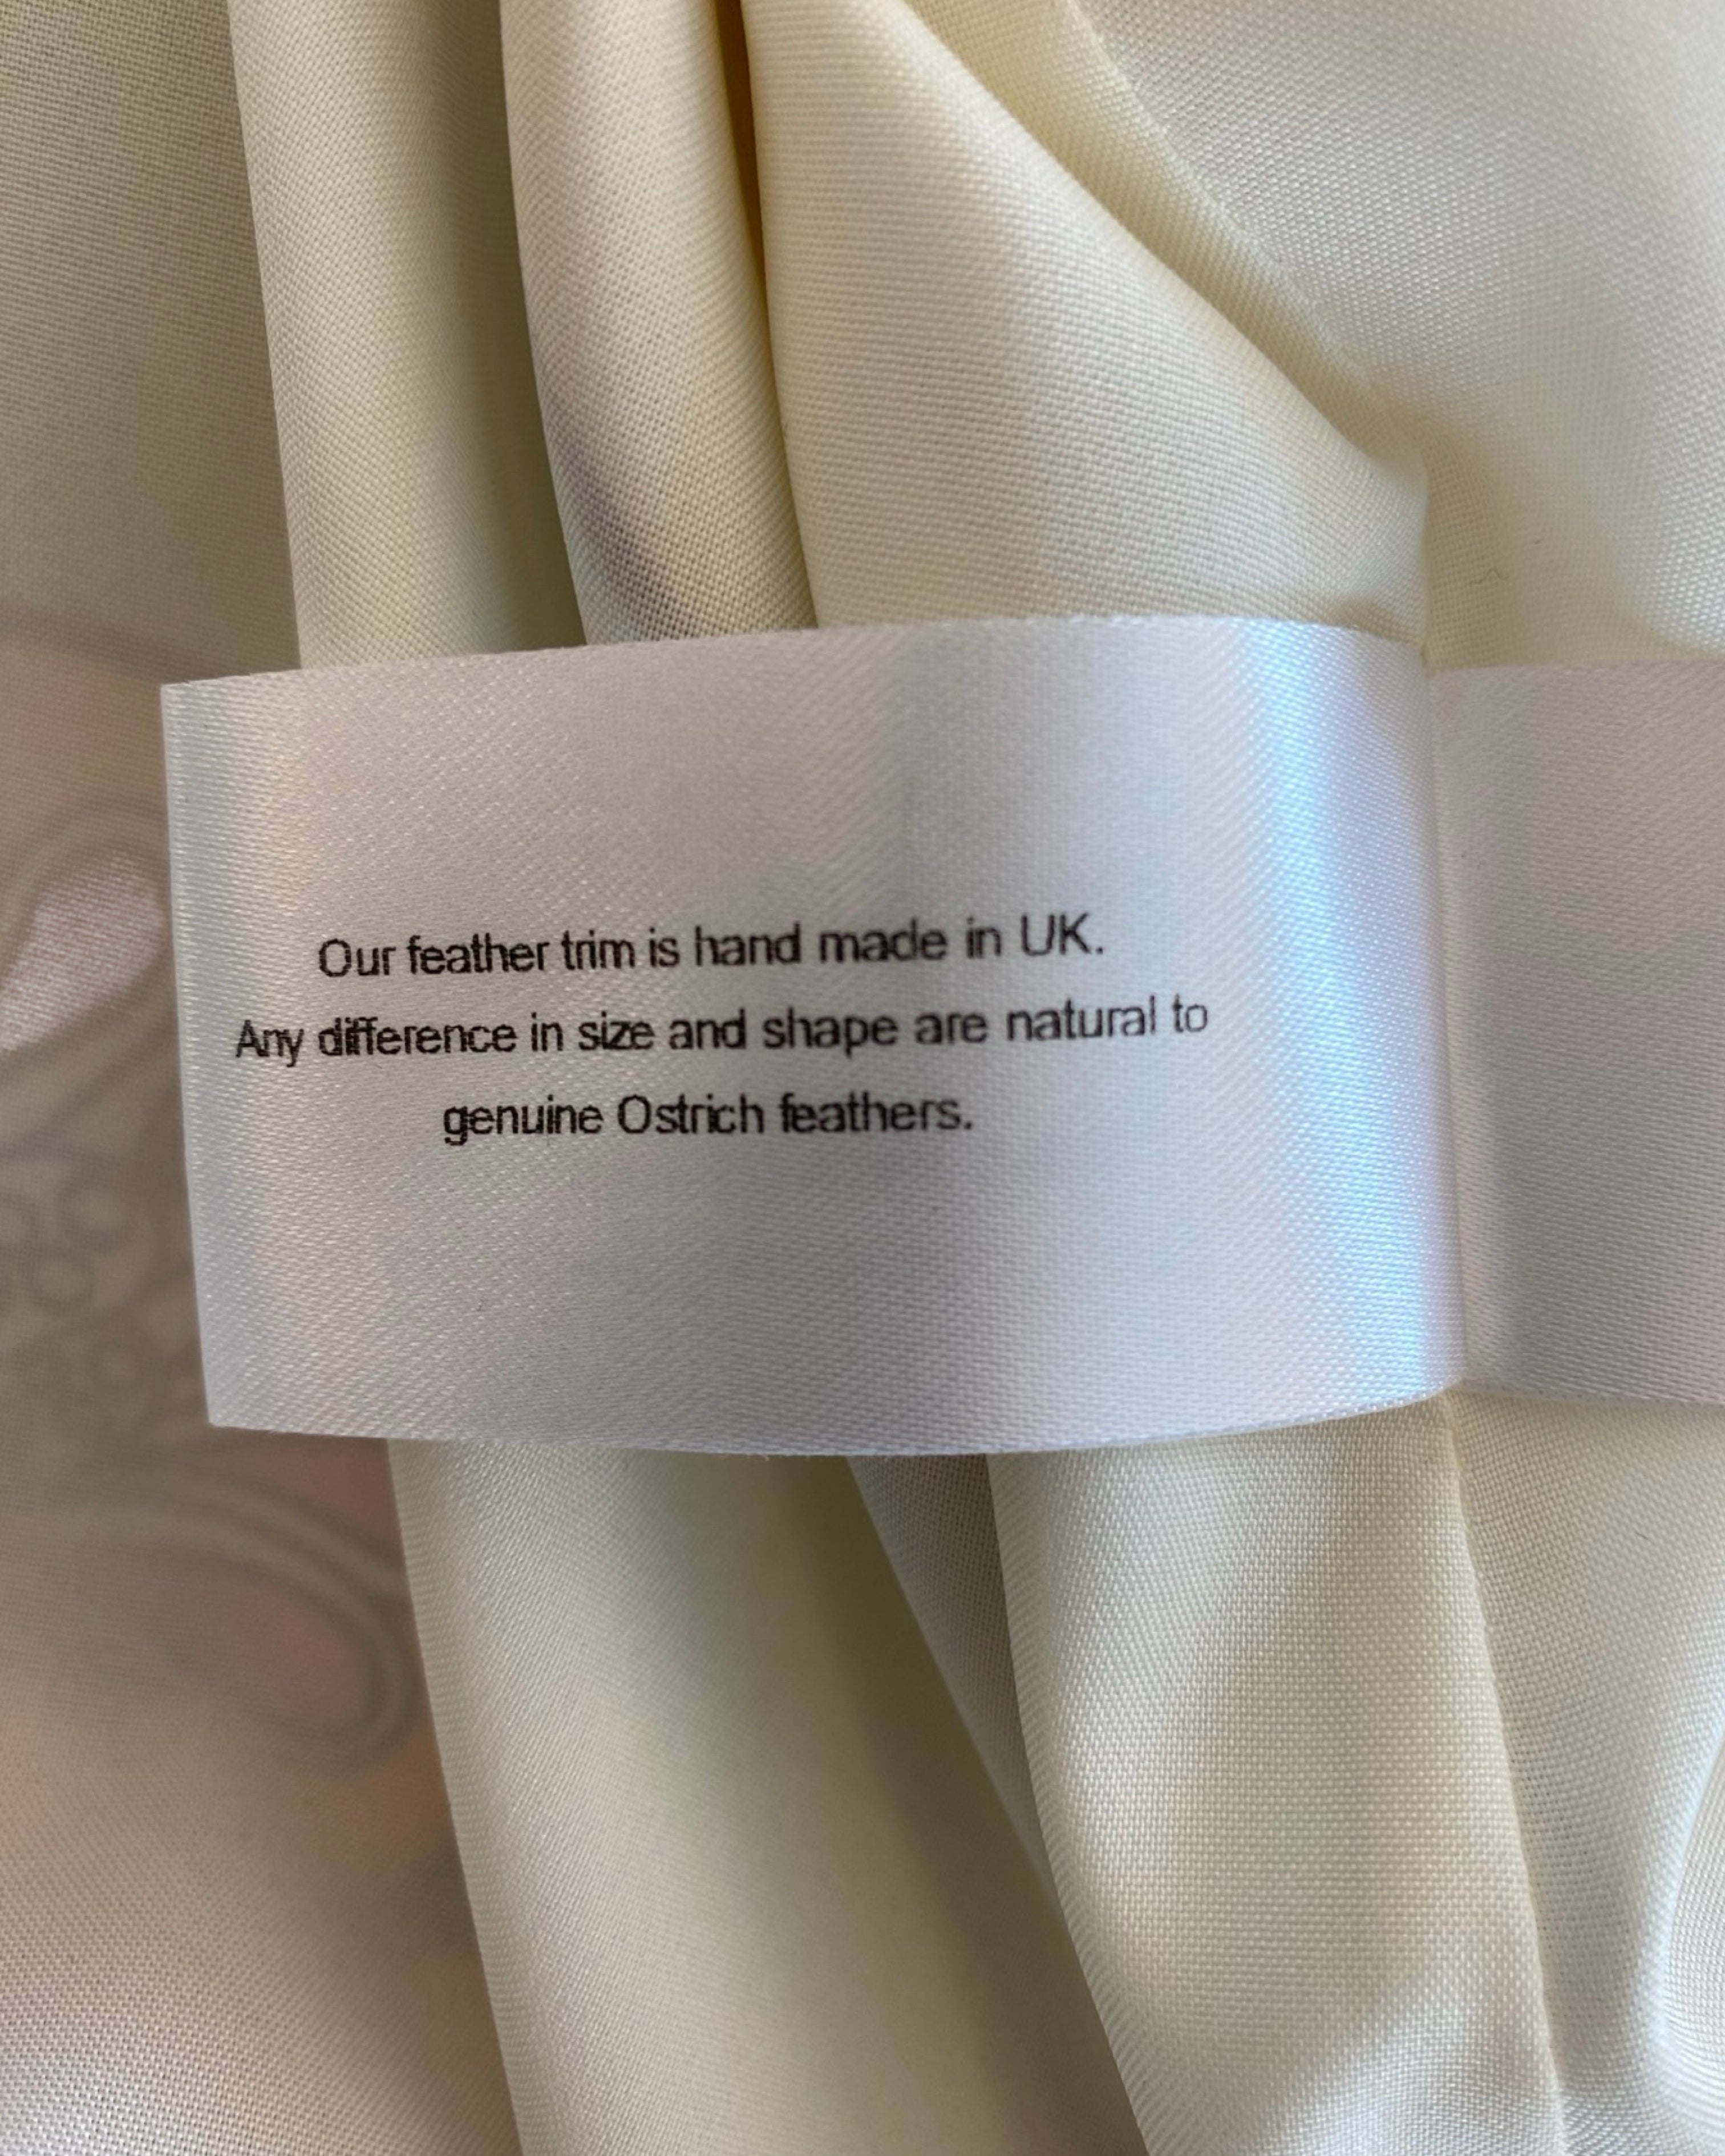 Our feather trim is hand made in UK.
Any difference in size and shape are natural to
genuine Ostrich feathers.